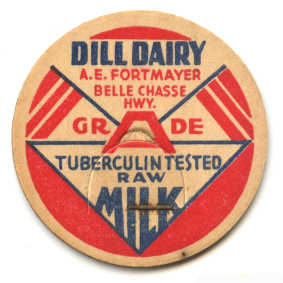 DILL DAIRY
A.E. FORTMAYER
BELLE CHASSE
HWY.
GRADE
TUBERCULIN TESTED
RAW
MILK